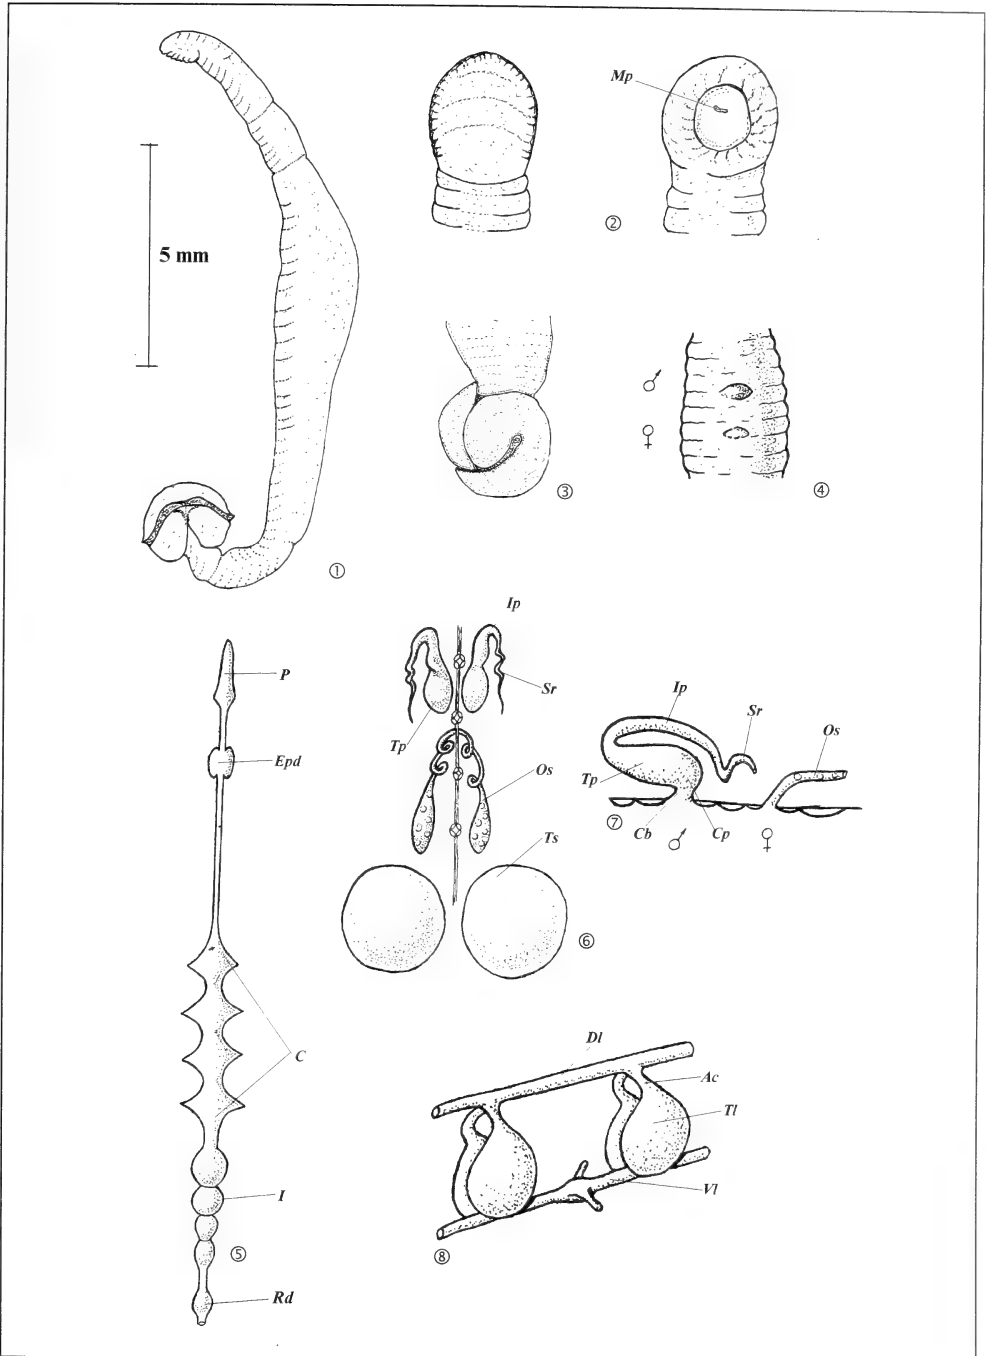 Mp
5 mm
②
♂
♀
③
④
①
Ip
P
Sr
Ip
Sr
Os
Tp
Epd
Os
Tp
⑦
Cb
♂
Cp
♀
Ts
⑥
C
Dl
Ac
Tl
I
Vl
⑤
⑧
Rd